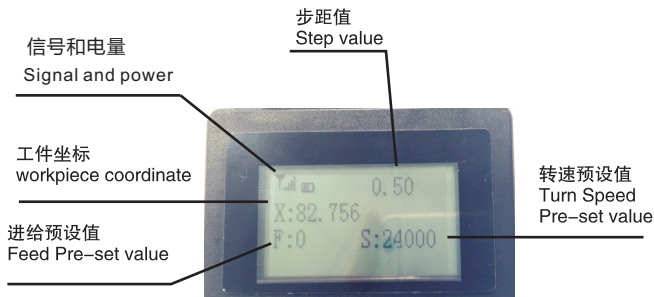 步距值
Step value
信号和电量
Signal and power
工件坐标
workpiece coordinate
进给预设值
Feed Pre-set value
0.50
X:82.756
F:0 S:24000
转速预设值
Turn Speed
Pre-set value